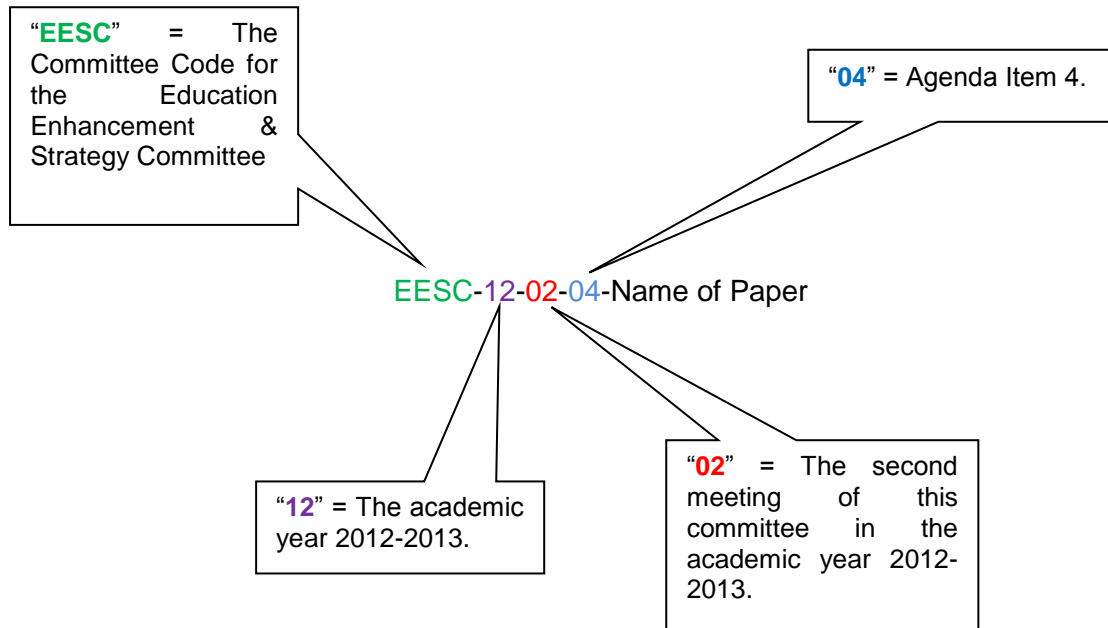 “EESC” = The
Committee Code for
the Education
Enhancement &
Strategy Committee
“04” = Agenda Item 4.
EESC-12-02-04-Name of Paper
“12” = The academic
year 2012-2013.
“02” = The second
meeting of this
committee in the
academic year 2012-
2013.